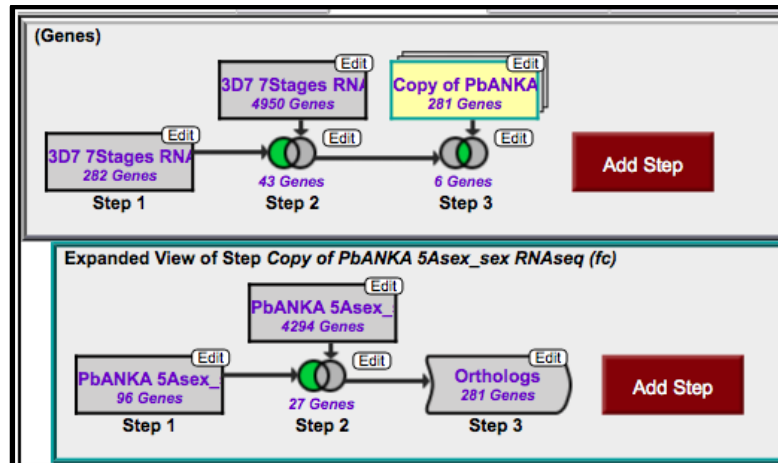 (Genes)
Edit
3D7 7Stages RNA
4950 Genes
Edit
Copy of PbANKA
281 Genes
Edit
3D7 7Stages RNA
282 Genes
Edit
Edit
Add Step
43 Genes
6 Genes
Step 1
Step 2
Step 3
Expanded View of Step Copy of PbANKA 5Asex_sex RNAseq (fc)
Edit
PbANKA 5Asex_
4294 Genes
Edit
PbANKA 5Asex_
96 Genes
Edit
Edit
Orthologs
281 Genes
Add Step
27 Genes
Step 1
Step 2
Step 3